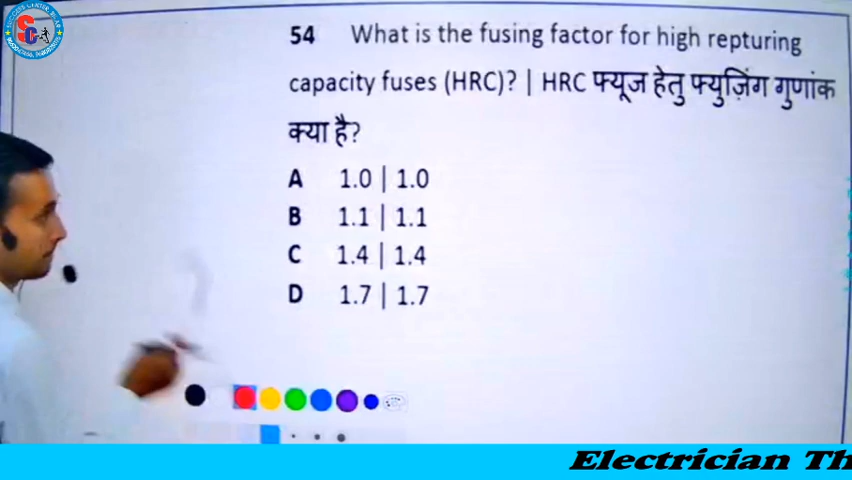 54 What is the fusing factor for high repturing
capacity fuses (HRC)? | HRC फ्यूज हेतु फ्युज़िंग गुणांक
क्या है?
A 1.0 | 1.0
B 1.1 | 1.1
C 1.4 | 1.4
D 1.7 | 1.7
Electrician Th